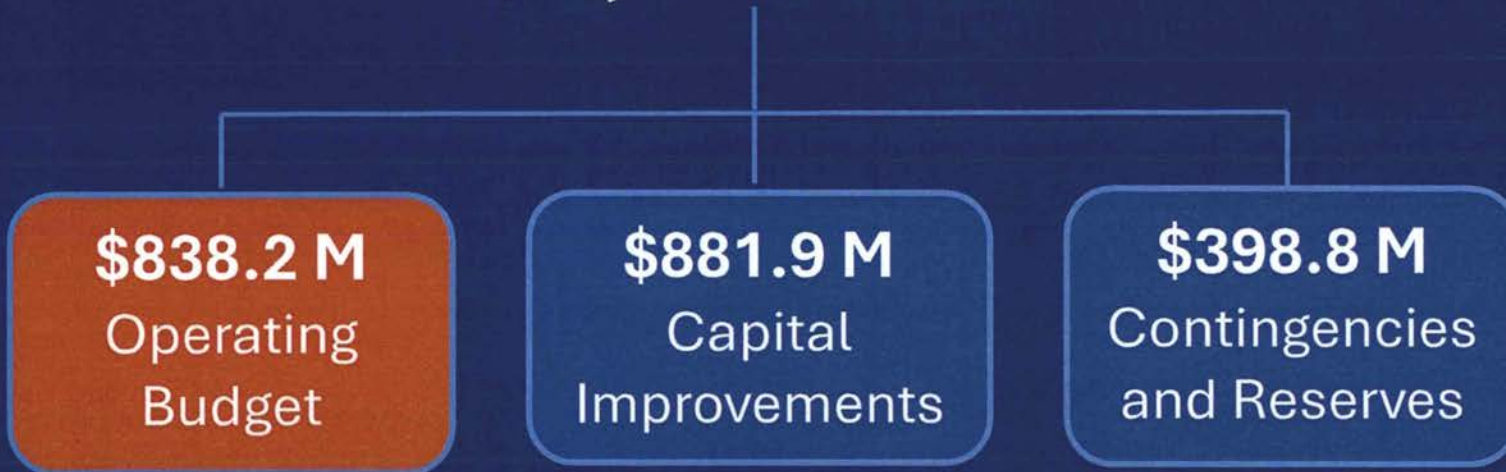 $838.2 M
Operating
Budget
$881.9 M
Capital
Improvements
$398.8 M
Contingencies
and Reserves